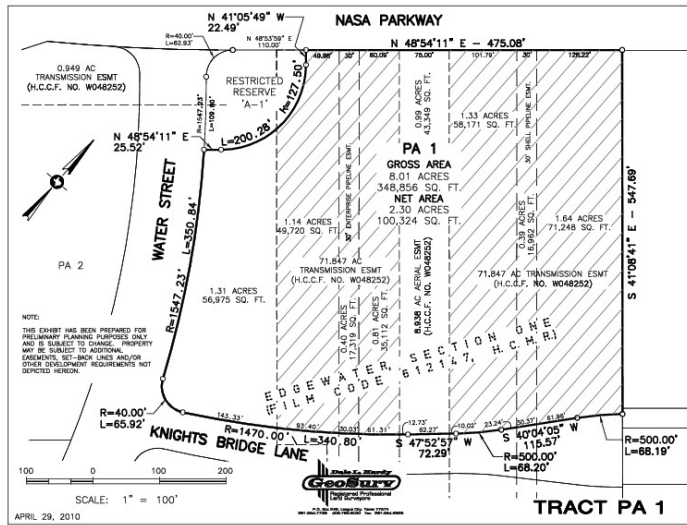 N 41°05'49" W
22.49'
NASA PARKWAY
R=40.00'
L=62.93'
N 48°53'59" E
110.00'
N 48°54'11" E - 475.08'
49.98'
30'
60.09'
75.00'
101.79'
30'
128.22'
0.949 AC
TRANSMISSION ESMT
(H.C.C.F. NO. W048252)
RESTRICTED
RESERVE
'A-1'
R=127.50'
L=200.28'
R=1547.23'
L=109.80'
N 48°54'11" E
25.52'
0.99 ACRES
43,349 SQ. FT.
1.33 ACRES
58,171 SQ. FT.
30' SHELL PIPELINE ESMT.
PA 1
GROSS AREA
8.01 ACRES
348,856 SQ. FT.
NET AREA
2.30 ACRES
100,324 SQ. FT.
30' ENTERPRISE PIPELINE ESMT.
WATER STREET
R=1547.23'
L=350.84'
PA 2
1.14 ACRES
49,720 SQ. FT.
1.64 ACRES
71,248 SQ. FT.
0.39 ACRES
16,962 SQ. FT.
S 41°08'41" E - 547.69'
71.847 AC
TRANSMISSION ESMT
(H.C.C.F. NO. W048252)
8.938 AC AERIAL ESMT
(H.C.C.F. NO. W048252)
71.847 AC TRANSMISSION ESMT
(H.C.C.F. NO. W048252)
1.31 ACRES
56,975 SQ. FT.
0.40 ACRES
17,319 SQ. FT.
0.81 ACRES
35,112 SQ. FT.
NOTE:
THIS EXHIBIT HAS BEEN PREPARED FOR
PRELIMINARY PLANNING PURPOSES ONLY
AND IS SUBJECT TO CHANGE. PROPERTY
MAY BE SUBJECT TO ADDITIONAL
EASEMENTS, SET-BACK LINES AND/OR
OTHER DEVELOPMENT REQUIREMENTS NOT
DEPICTED HEREON.
EDGEWATER, SECTION ONE
(FILM CODE 612147, H.C.M.R)
R=40.00'
L=65.92'
143.33'
93.40'
30.03'
61.31'
12.73'
62.27'
10.02'
23.24'
30.37'
61.96'
KNIGHTS BRIDGE LANE
R=1470.00'
L=340.80'
S 47°52'57" W
72.29'
S 40°04'05" W
115.57'
R=500.00'
L=68.20'
R=500.00'
L=68.19'
100
0
100
200
SCALE: 1" = 100'
APRIL 29, 2010
Dale L. Hardy
GeoSurv
Registered Professional
Land Surveyors
TRACT PA 1